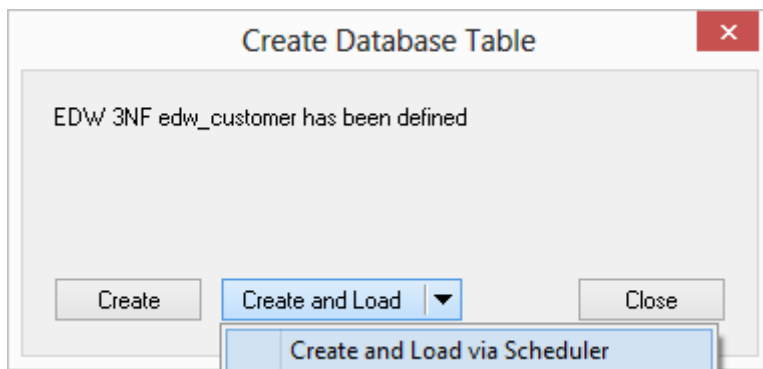 Create Database Table
EDW 3NF edw_customer has been defined
Create Create and Load Close
Create and Load via Scheduler